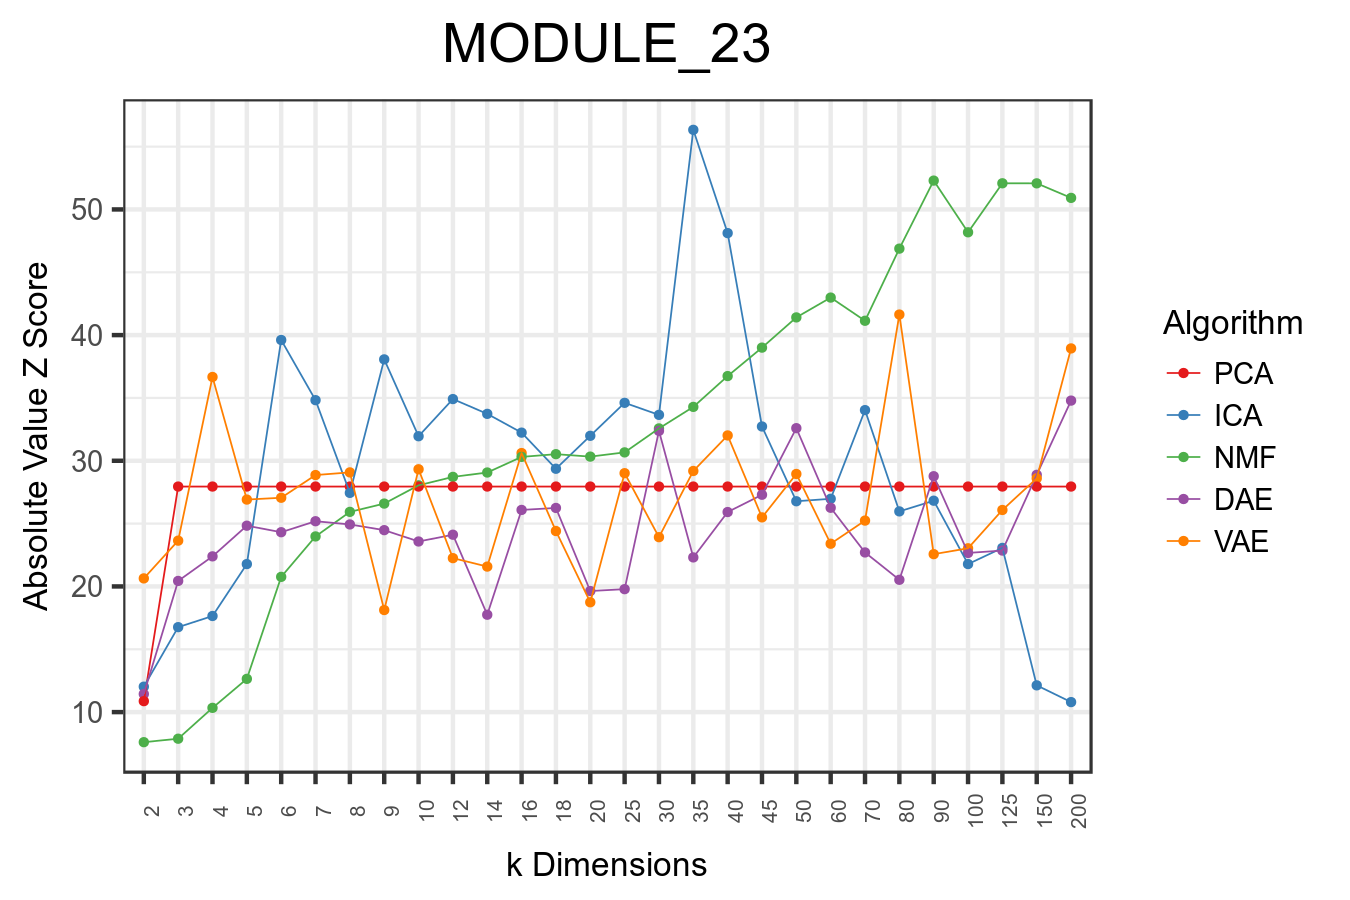 MODULE_23
Absolute Value Z Score
50
40
30
20
10
2 3 4 5 6 7 8 9 10 12 14 16 18 20 25 30 35 40 45 50 60 70 80 90 100 125 150 200
k Dimensions
Algorithm
PCA
ICA
NMF
DAE
VAE